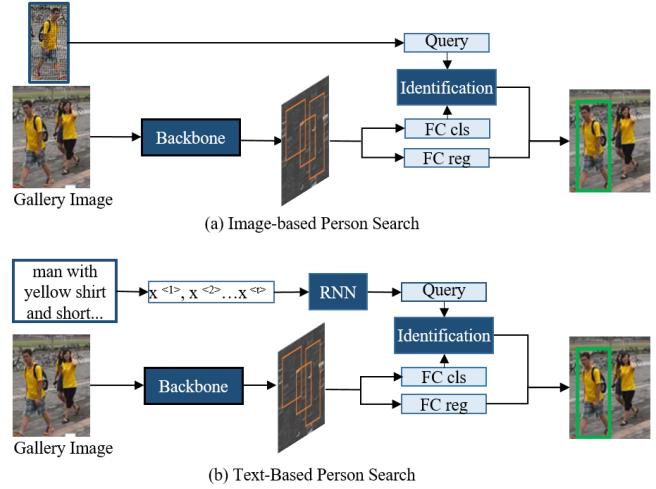 Query
Identification
Backbone
FC cls
FC reg
Gallery Image
(a) Image-based Person Search
man with
yellow shirt
and short...
x <1>, x <2> ...x <t>
RNN
Query
Identification
Backbone
FC cls
FC reg
Gallery Image
(b) Text-Based Person Search